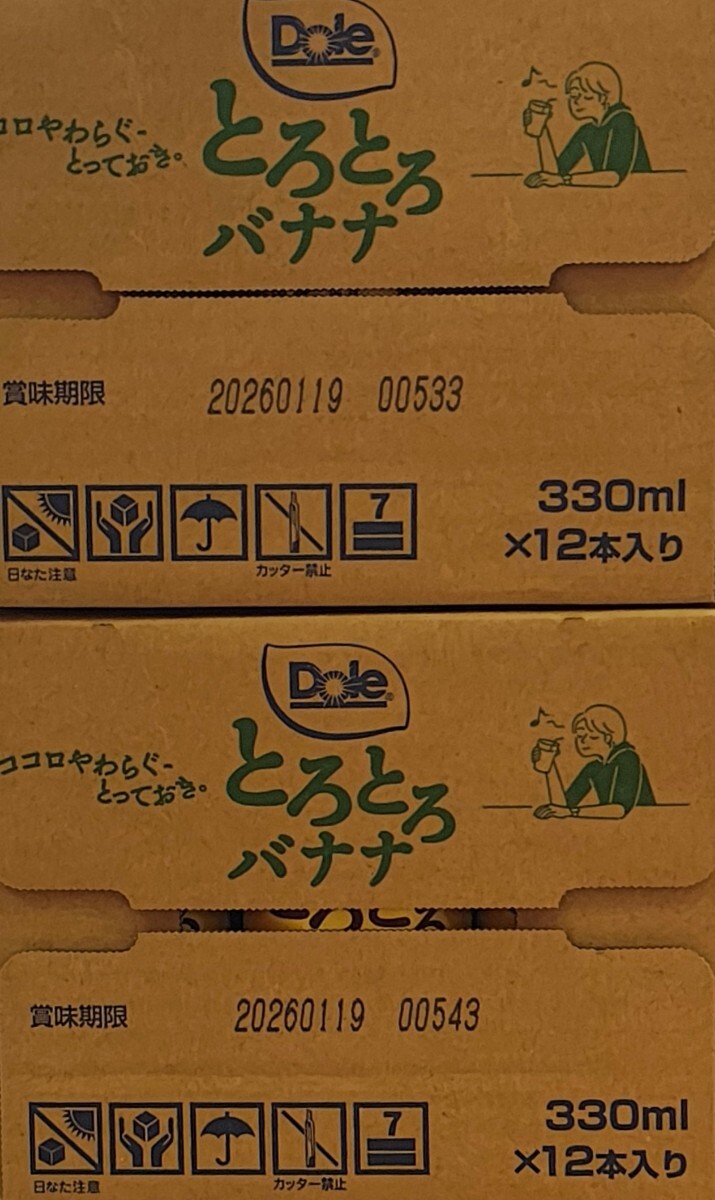 Dole
コロやわらぐ-
とっておき。
とろとろ
バナナ
賞味期限 20260119 00533
7
日なた注意 カッター禁止
330ml
×12本入り
Dole
ココロやわらぐ-
とっておき。
とろとろ
バナナ
とろとろ
賞味期限 20260119 00543
7
日なた注意 カッター禁止
330ml
×12本入り